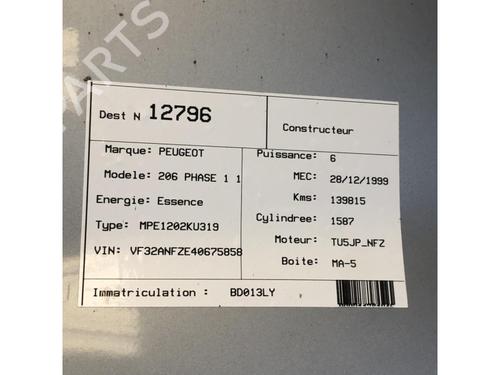 PARTS
Dest N 12796
Constructeur
Marque: PEUGEOT
Modele: 206 PHASE 1 1
Energie: Essence
Type: MPE1202KU319
VIN: VF32ANFZE40675858
Puissance: 6
MEC: 28/12/1999
Kms: 139815
Cylindree: 1587
Moteur: TU5JP_NFZ
Boite: MA-5
Immatriculation : BD013LY